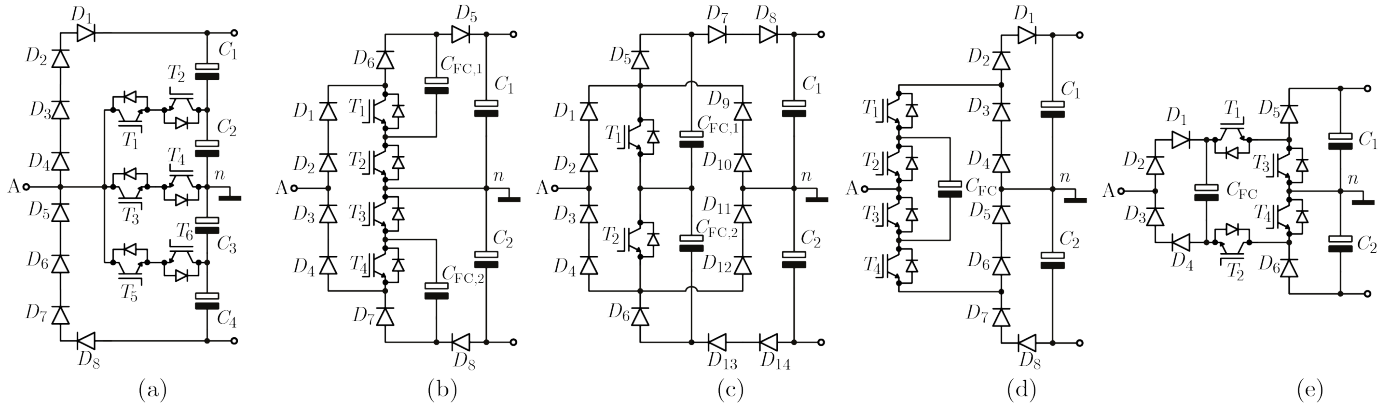 D1
D2
D3
D4
A
D5
D6
D7
D8
T1
T2
T3
T4
T5
T6
C1
C2
n
C3
C4
(a)
D5
D6
CFC,1
C1
D1
T1
D2
T2
A
n
D3
T3
D4
T4
C2
CFC,2
D7
D8
(b)
D7
D8
D5
C1
D1
D9
T1
CFC,1
D2
D10
A
n
D3
D11
T2
CFC,2
C2
D4
D12
D6
D13
D14
(c)
D1
D2
C1
T1
D3
T2
D4
A
CFC
n
T3
D5
C2
T4
D6
D7
D8
(d)
D1
T1
D5
C1
D2
T3
A
CFC
n
D3
T4
C2
D4
T2
D6
(e)